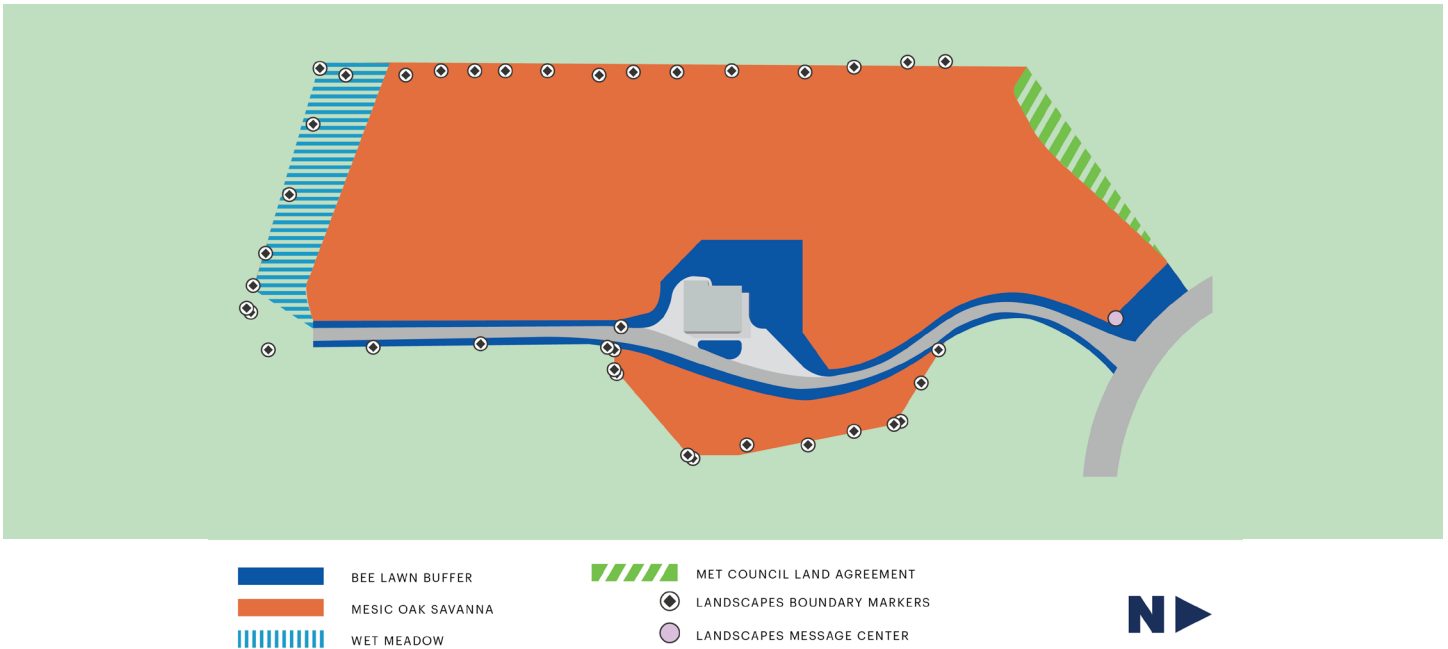 BEE LAWN BUFFER
MESIC OAK SAVANNA
WET MEADOW
MET COUNCIL LAND AGREEMENT
LANDSCAPES BOUNDARY MARKERS
LANDSCAPES MESSAGE CENTER
N